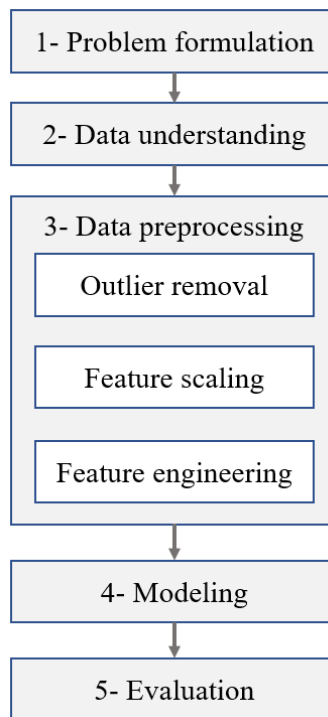 1- Problem formulation
2- Data understanding
3- Data preprocessing
Outlier removal
Feature scaling
Feature engineering
4- Modeling
5- Evaluation